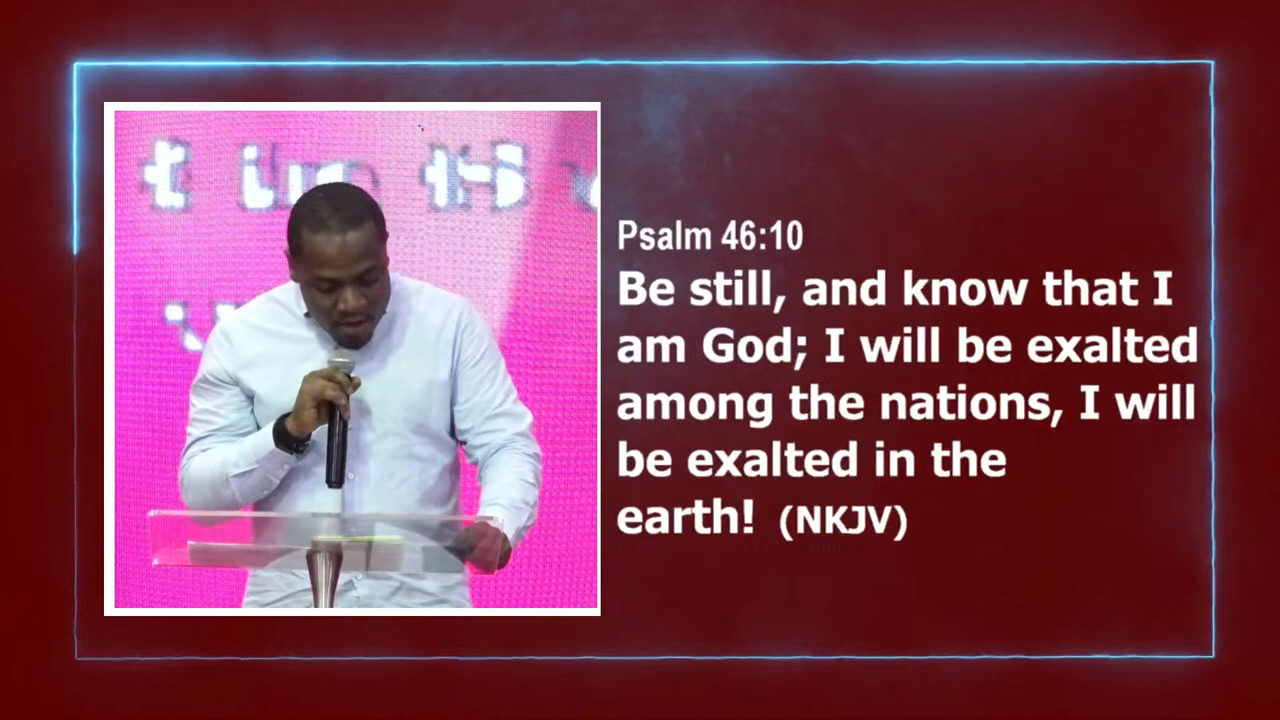 Psalm 46:10
Be still, and know that I
am God; I will be exalted
among the nations, I will
be exalted in the
earth! (NKJV)